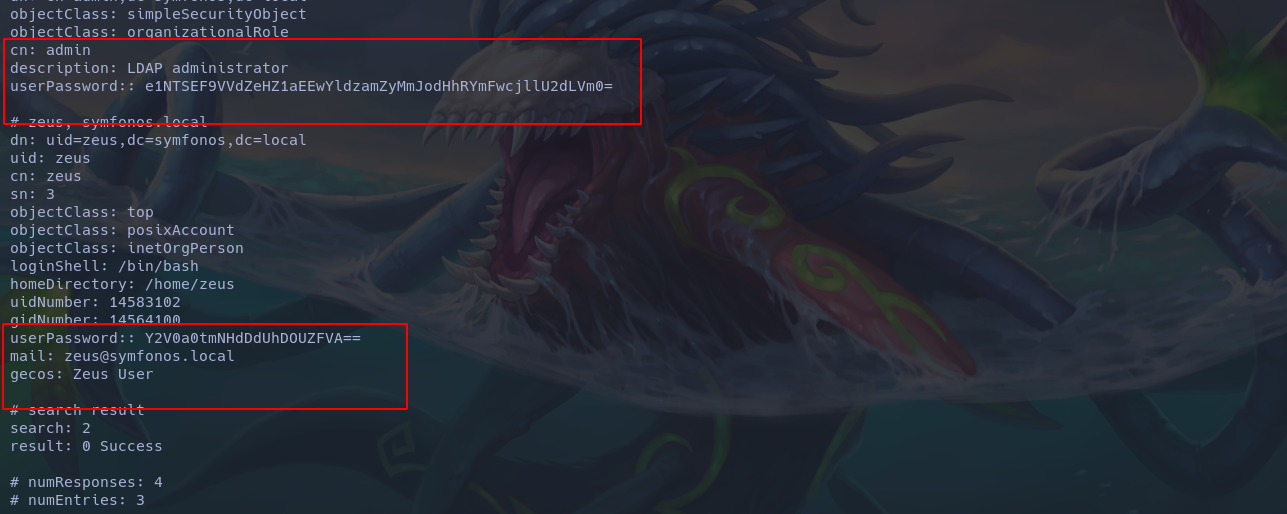 objectClass: simpleSecurityObject
objectClass: organizationalRole
cn: admin
description: LDAP administrator
userPassword:: e1NTSEF9VVdZeHZ1aEEwYldzamZyMmJodHhRYmFwcjllU2dLVm0=
# zeus, symfonos.local
dn: uid=zeus,dc=symfonos,dc=local
uid: zeus
cn: zeus
sn: 3
objectClass: top
objectClass: posixAccount
objectClass: inetOrgPerson
loginShell: /bin/bash
homeDirectory: /home/zeus
uidNumber: 14583102
gidNumber: 14564100
userPassword:: Y2V0a0tmNHdDdUhDOUZFVA==
mail: zeus@symfonos.local
gecos: Zeus User
# search result
search: 2
result: 0 Success
# numResponses: 4
# numEntries: 3